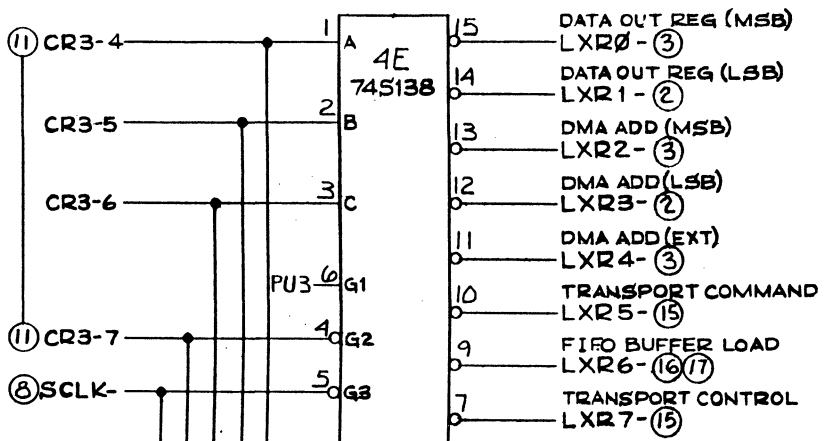 15 DATA OUT REG (MSB)
11 CR3-4 1 A LXRØ- 3
4E
74S138
14 DATA OUT REG (LSB)
LXR1- 2
CR3-5 2 B
13 DMA ADD (MSB)
LXR2- 3
CR3-6 3 C
12 DMA ADD (LSB)
LXR3- 2
11 DMA ADD (EXT)
LXR4- 3
PU3 6 G1
10 TRANSPORT COMMAND
LXR5- 15
11 CR3-7 4 G2
9 FIFO BUFFER LOAD
LXR6- 16 17
8 SCLK- 5 G3
7 TRANSPORT CONTROL
LXR7- 15